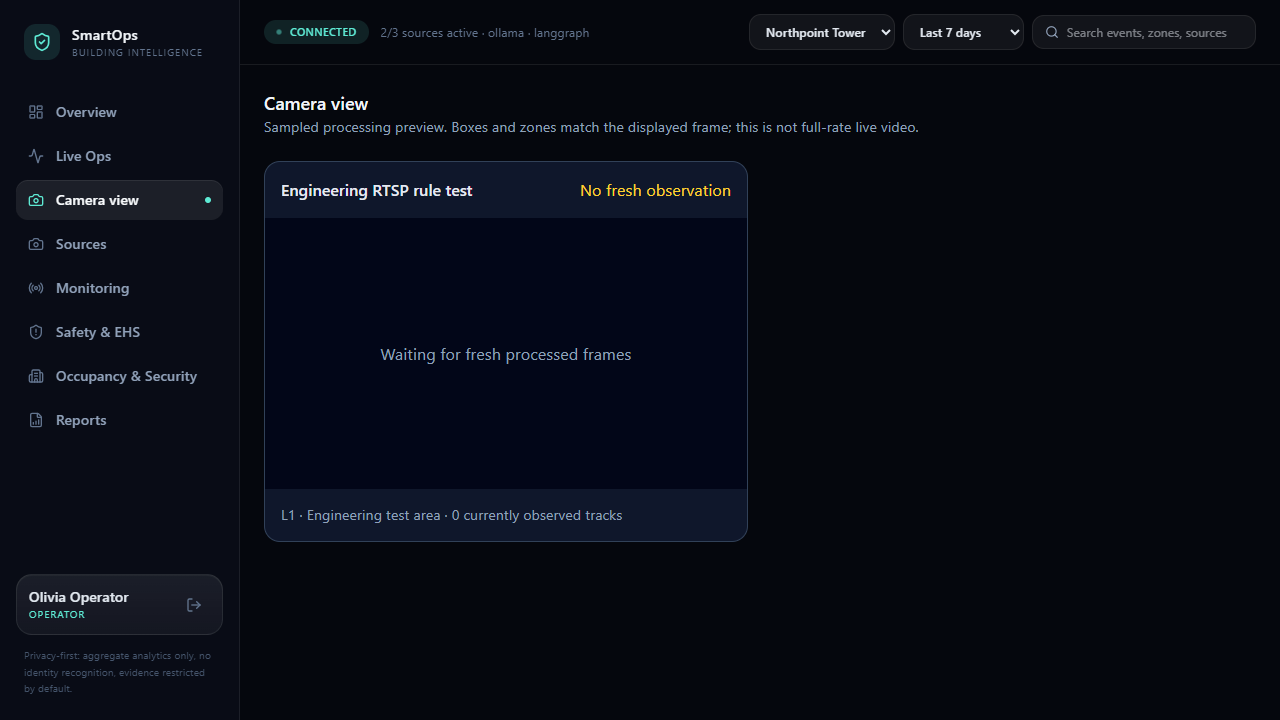 SmartOps
BUILDING INTELLIGENCE
Overview
Live Ops
Camera view
Sources
Monitoring
Safety & EHS
Occupancy & Security
Reports
Olivia Operator
OPERATOR
Privacy-first: aggregate analytics only, no
identity recognition, evidence restricted
by default.
CONNECTED
2/3 sources active · ollama · langgraph
Northpoint Tower
Last 7 days
Search events, zones, sources
Camera view
Sampled processing preview. Boxes and zones match the displayed frame; this is not full-rate live video.
Engineering RTSP rule test
No fresh observation
Waiting for fresh processed frames
L1 · Engineering test area · 0 currently observed tracks